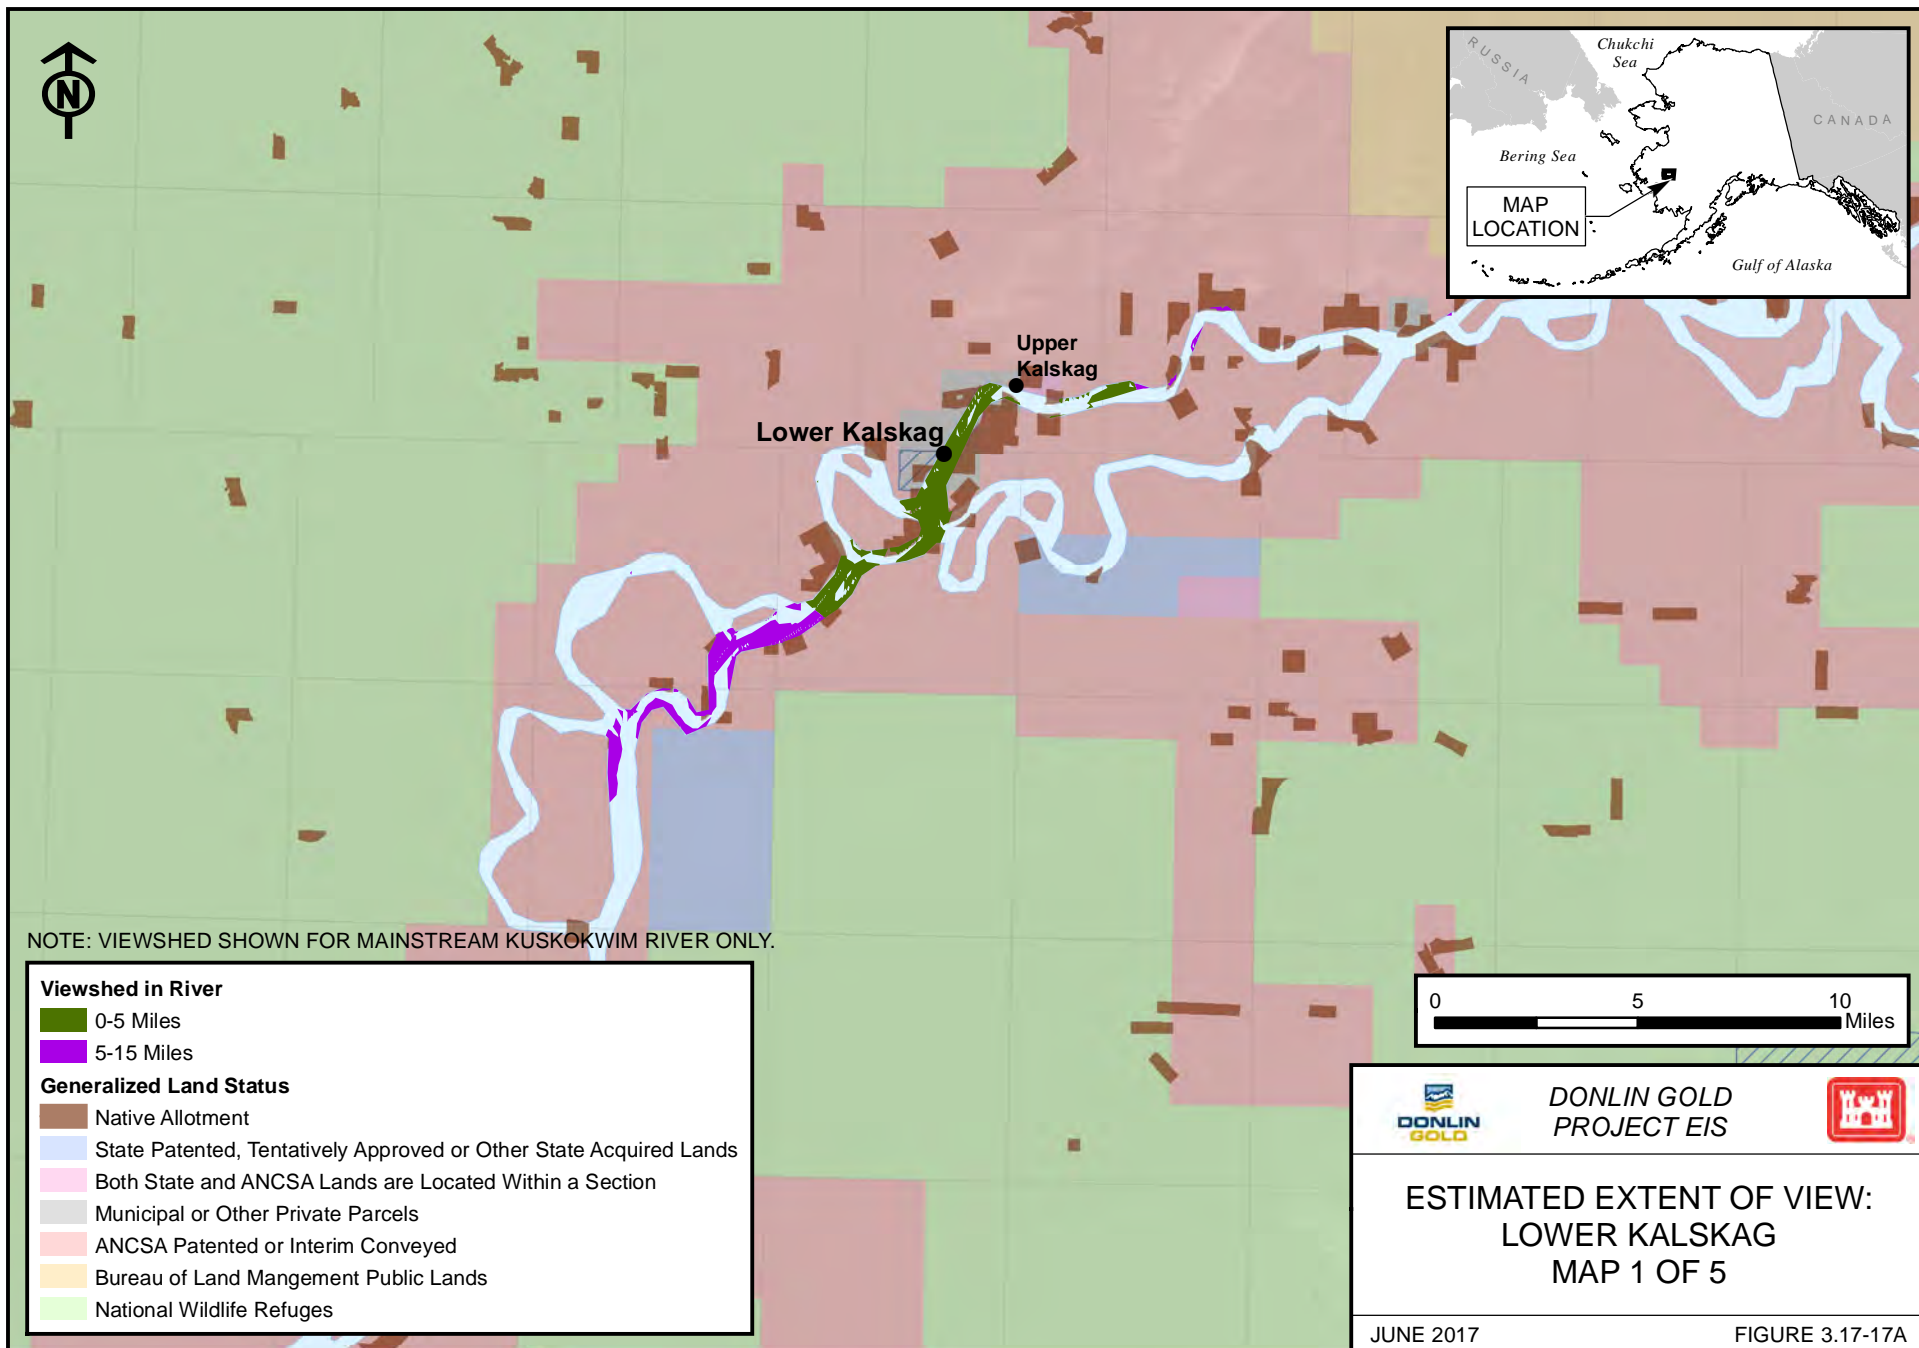 N
RUSSIA
Chukchi
Sea
CANADA
Bering Sea
MAP
LOCATION
Gulf of Alaska
Upper
Kalskag
Lower Kalskag
NOTE: VIEWSHED SHOWN FOR MAINSTREAM KUSKOKWIM RIVER ONLY.
Viewshed in River
0-5 Miles
5-15 Miles
Generalized Land Status
Native Allotment
State Patented, Tentatively Approved or Other State Acquired Lands
Both State and ANCSA Lands are Located Within a Section
Municipal or Other Private Parcels
ANCSA Patented or Interim Conveyed
Bureau of Land Mangement Public Lands
National Wildlife Refuges
0 5 10
Miles
DONLIN
GOLD
DONLIN GOLD
PROJECT EIS
ESTIMATED EXTENT OF VIEW:
LOWER KALSKAG
MAP 1 OF 5
JUNE 2017
FIGURE 3.17-17A